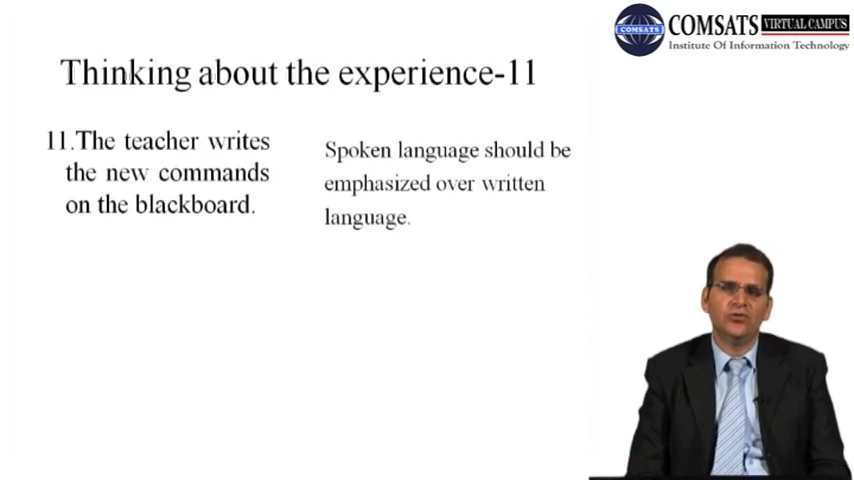 COMSATS VIRTUAL CAMPUS
Institute Of Information Technology
COMSATS
Thinking about the experience-11
11.The teacher writes
the new commands
on the blackboard.
Spoken language should be
emphasized over written
language.